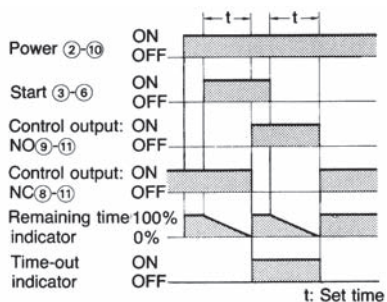 t t
Power ②-⑩ ON
OFF
Start ③-⑥ ON
OFF
Control output: ON
NO⑨-⑪ OFF
Control output: ON
NC⑧-⑪ OFF
Remaining time 100%
indicator 0%
Time-out ON
indicator OFF
t: Set time